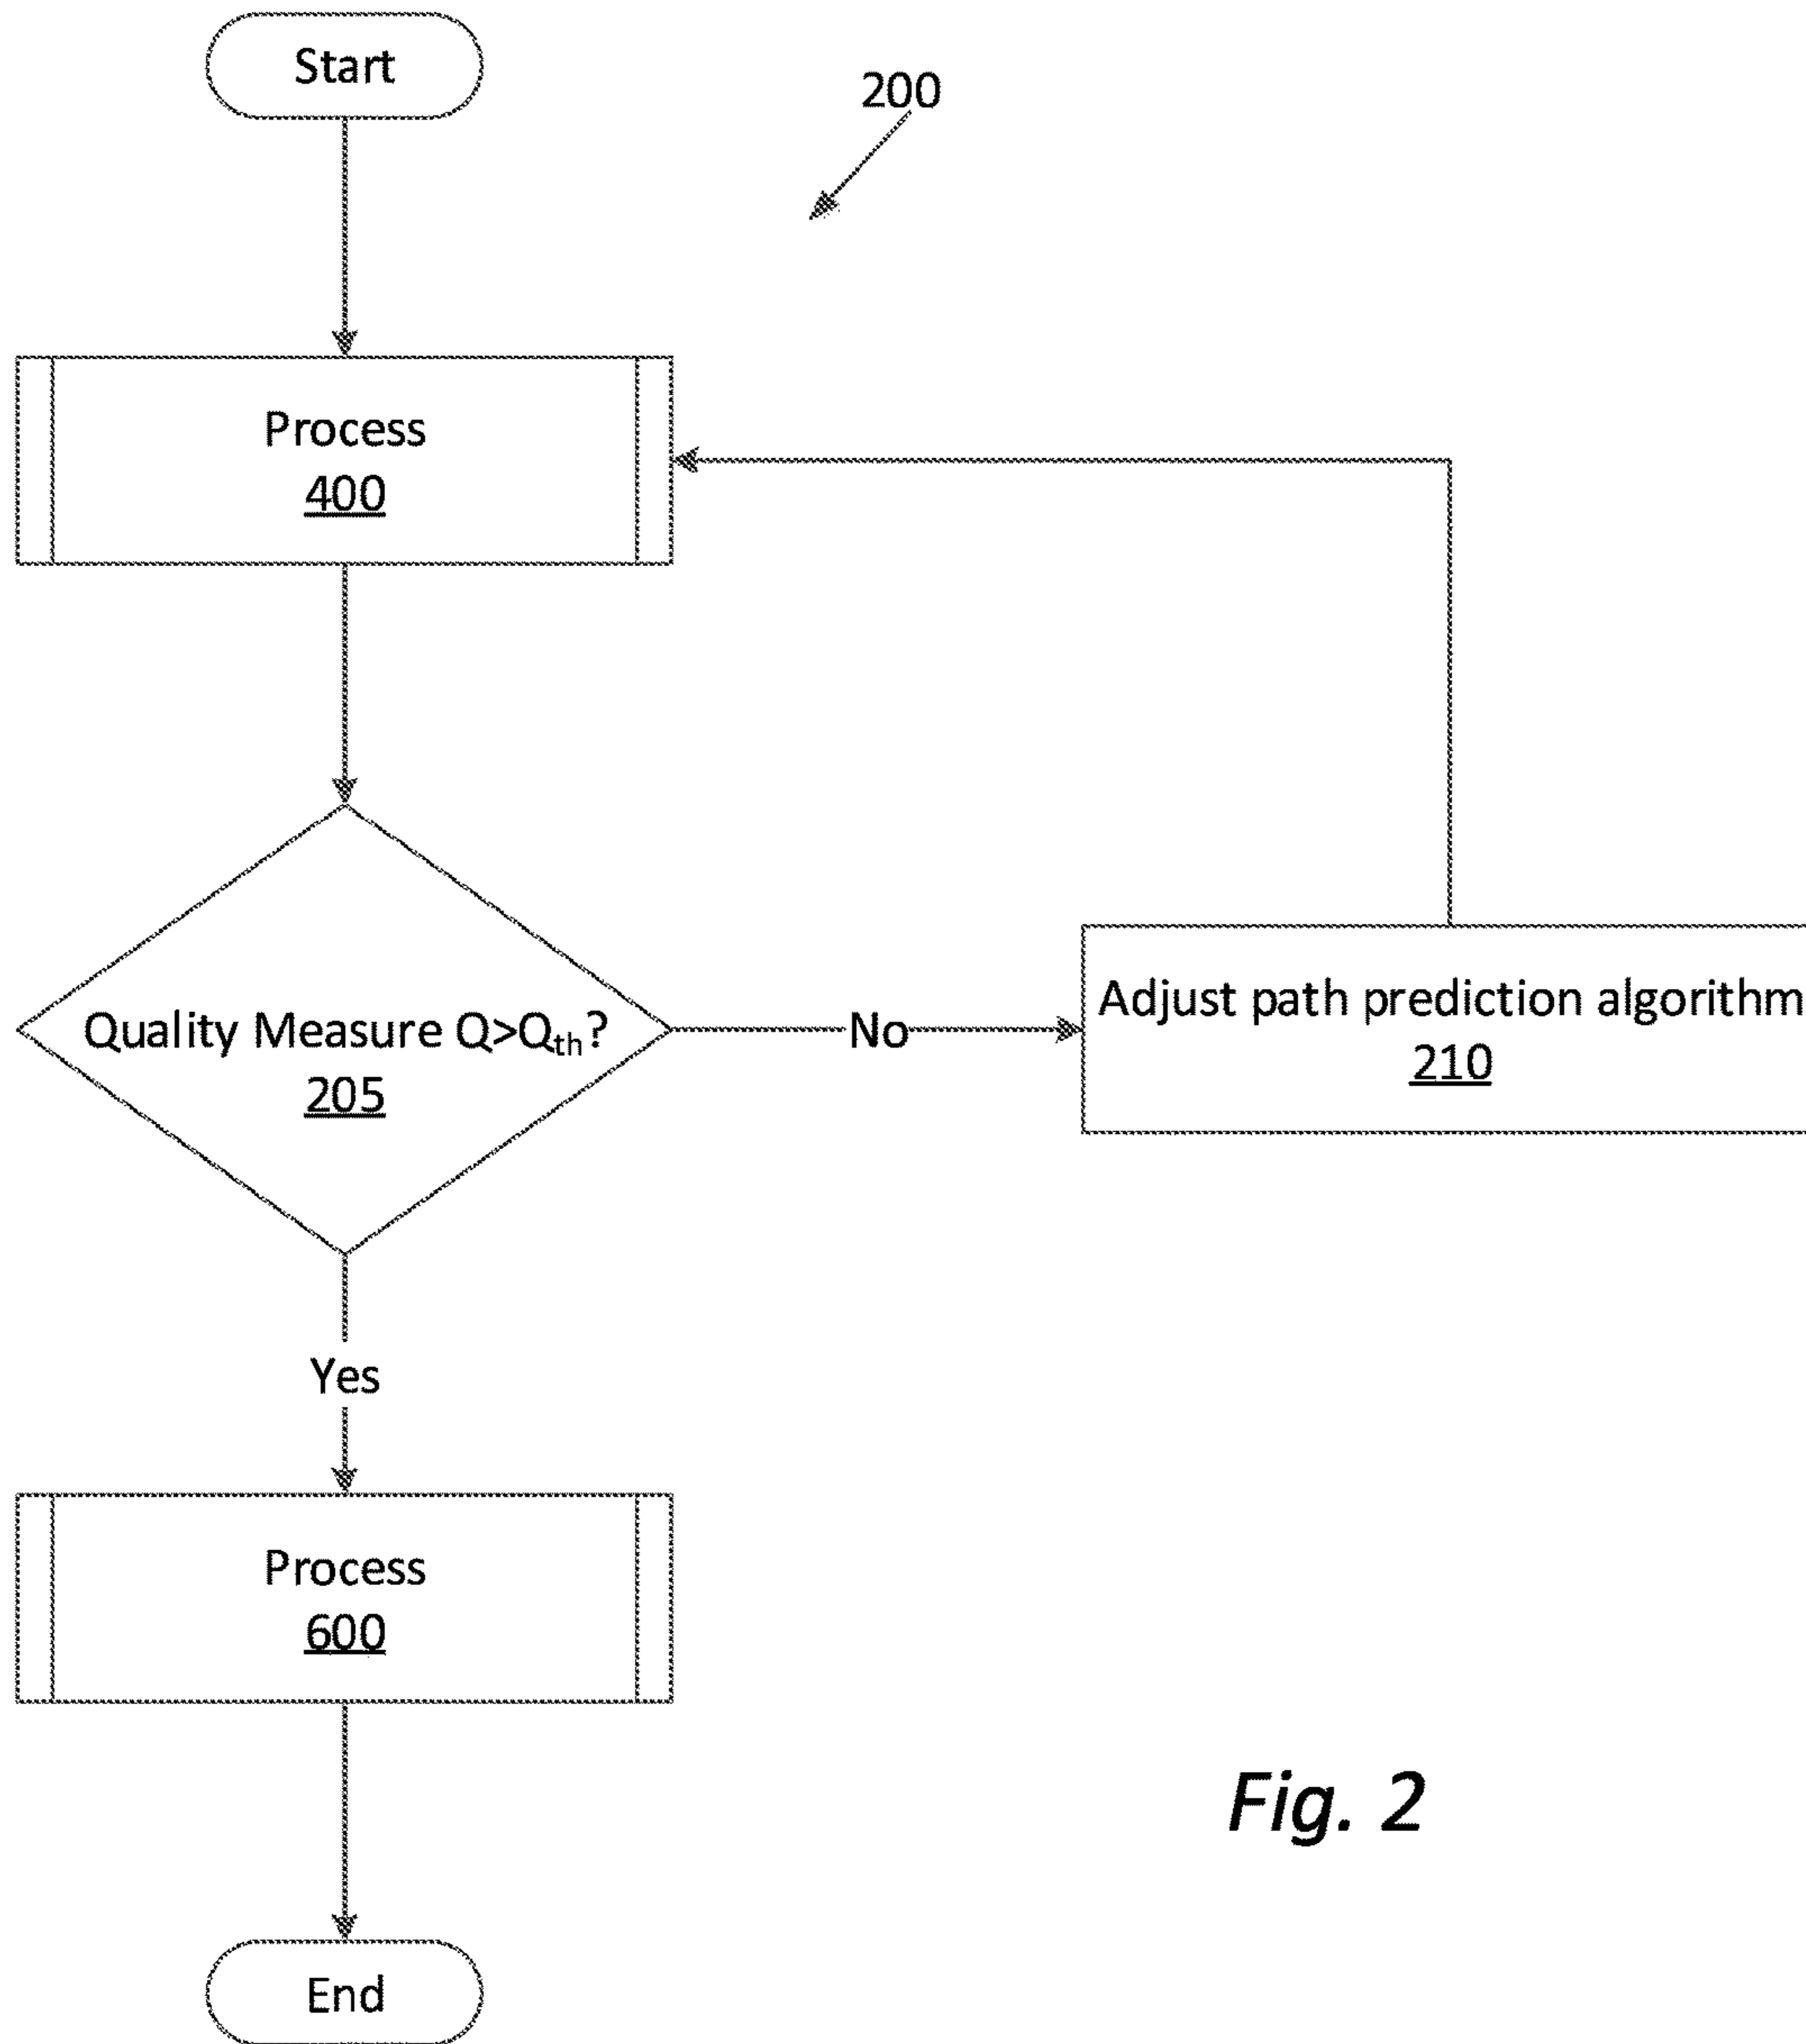 Start
200
Process
400
Quality Measure Q>Qth?
205
No
Adjust path prediction algorithm
210
Yes
Process
600
Fig. 2
End